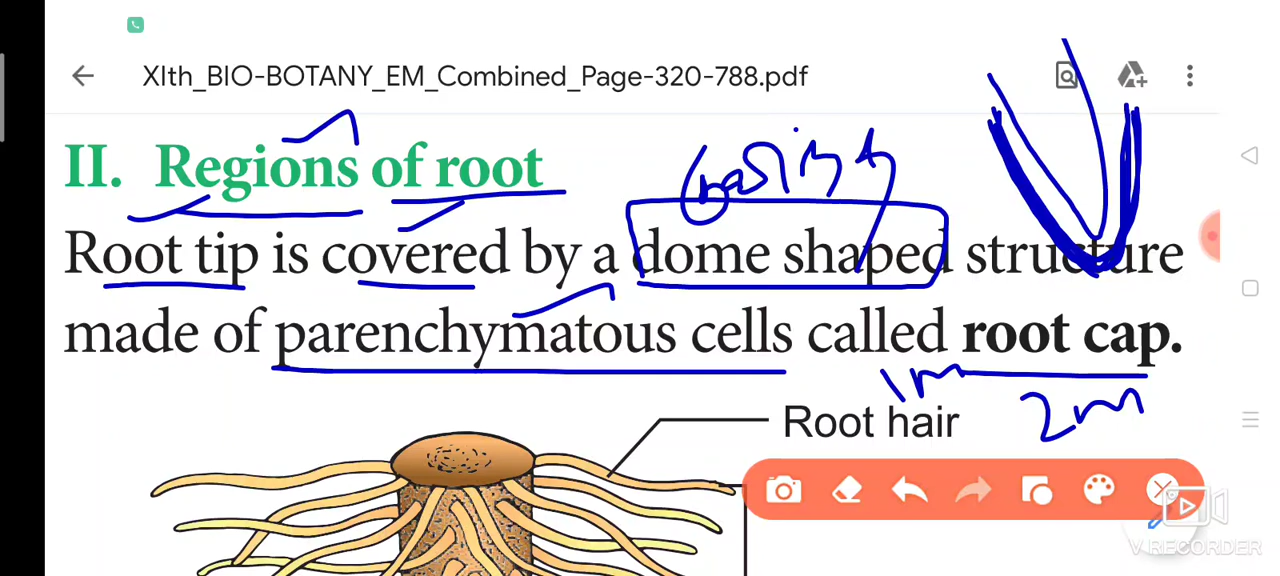 XIth_BIO-BOTANY_EM_Combined_Page-320-788.pdf
II. Regions of root
Root tip is covered by a dome shaped structure
made of parenchymatous cells called root cap.
1m
2m
Root hair
V RECORDER